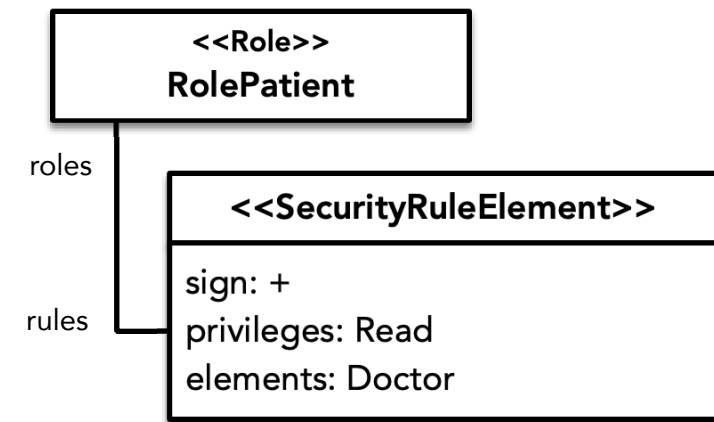 <<Role>>
RolePatient
roles
<<SecurityRuleElement>>
sign: +
privileges: Read
rules
elements: Doctor